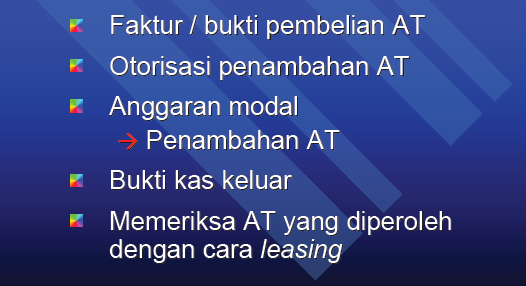 Faktur / bukti pembelian AT
Otorisasi penambahan AT
Anggaran modal
→ Penambahan AT
Bukti kas keluar
Memeriksa AT yang diperoleh
dengan cara leasing